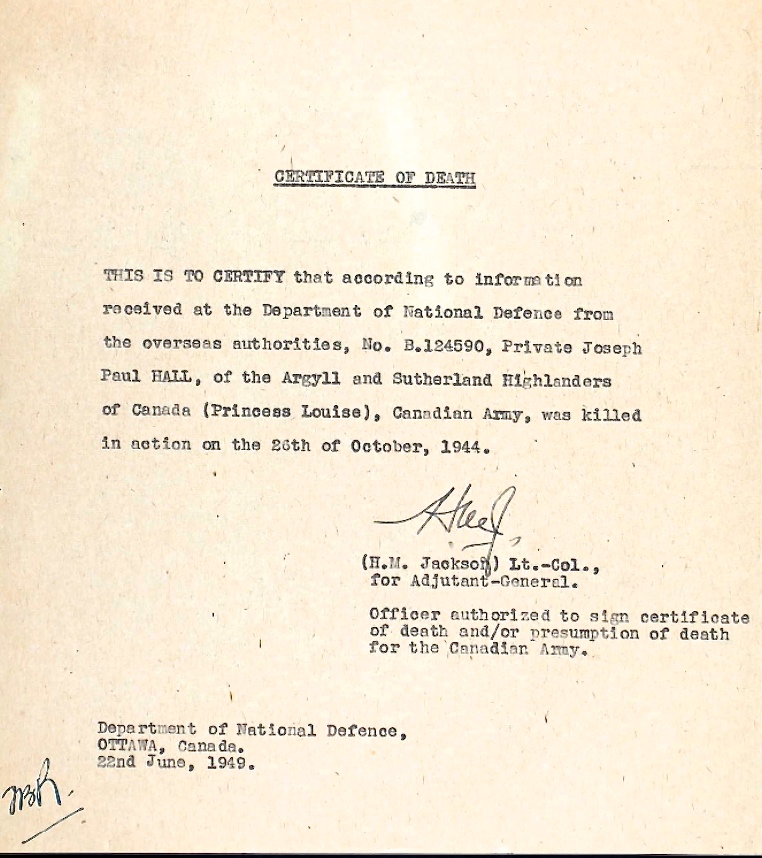 CERTIFICATE OF DEATH
THIS IS TO CERTIFY that according to information
received at the Department of National Defence from
the overseas authorities, No. B.124590, Private Joseph
Paul HALL, of the Argyll and Sutherland Highlanders
of Canada (Princess Louise), Canadian Army, was killed
in action on the 26th of October, 1944.
(H.M. Jackson) Lt.-Col.,
for Adjutant-General.
Officer authorized to sign certificate
of death and/or presumption of death
for the Canadian Army.
Department of National Defence,
OTTAWA, Canada.
22nd June, 1949.